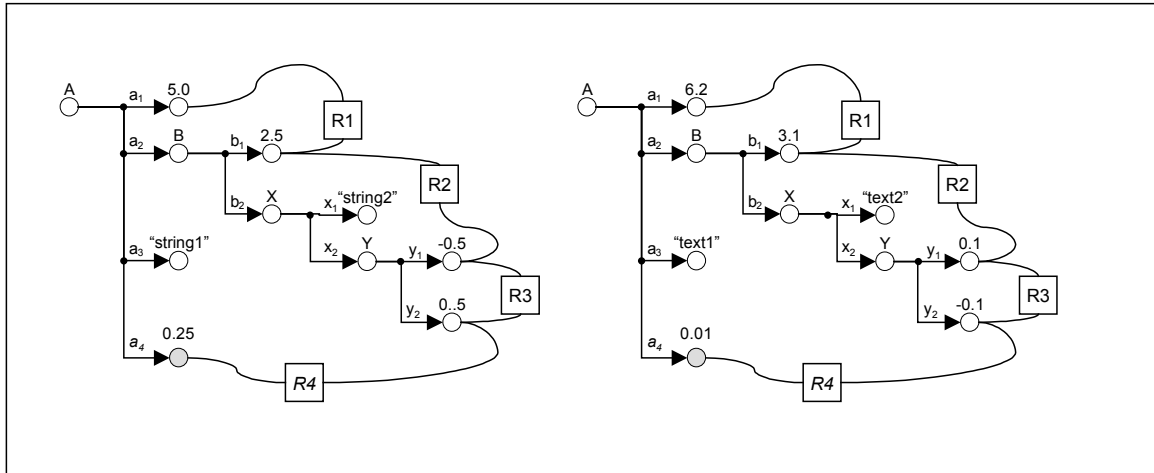 A
a1
5.0
R1
a2
B
b1
2.5
R2
b2
X
x1
“string2”
a3
“string1”
x2
Y
y1
-0.5
R3
y2
0..5
a4
0.25
R4
A
a1
6.2
R1
a2
B
b1
3.1
R2
b2
X
x1
“text2”
a3
“text1”
x2
Y
y1
0.1
R3
y2
-0.1
a4
0.01
R4